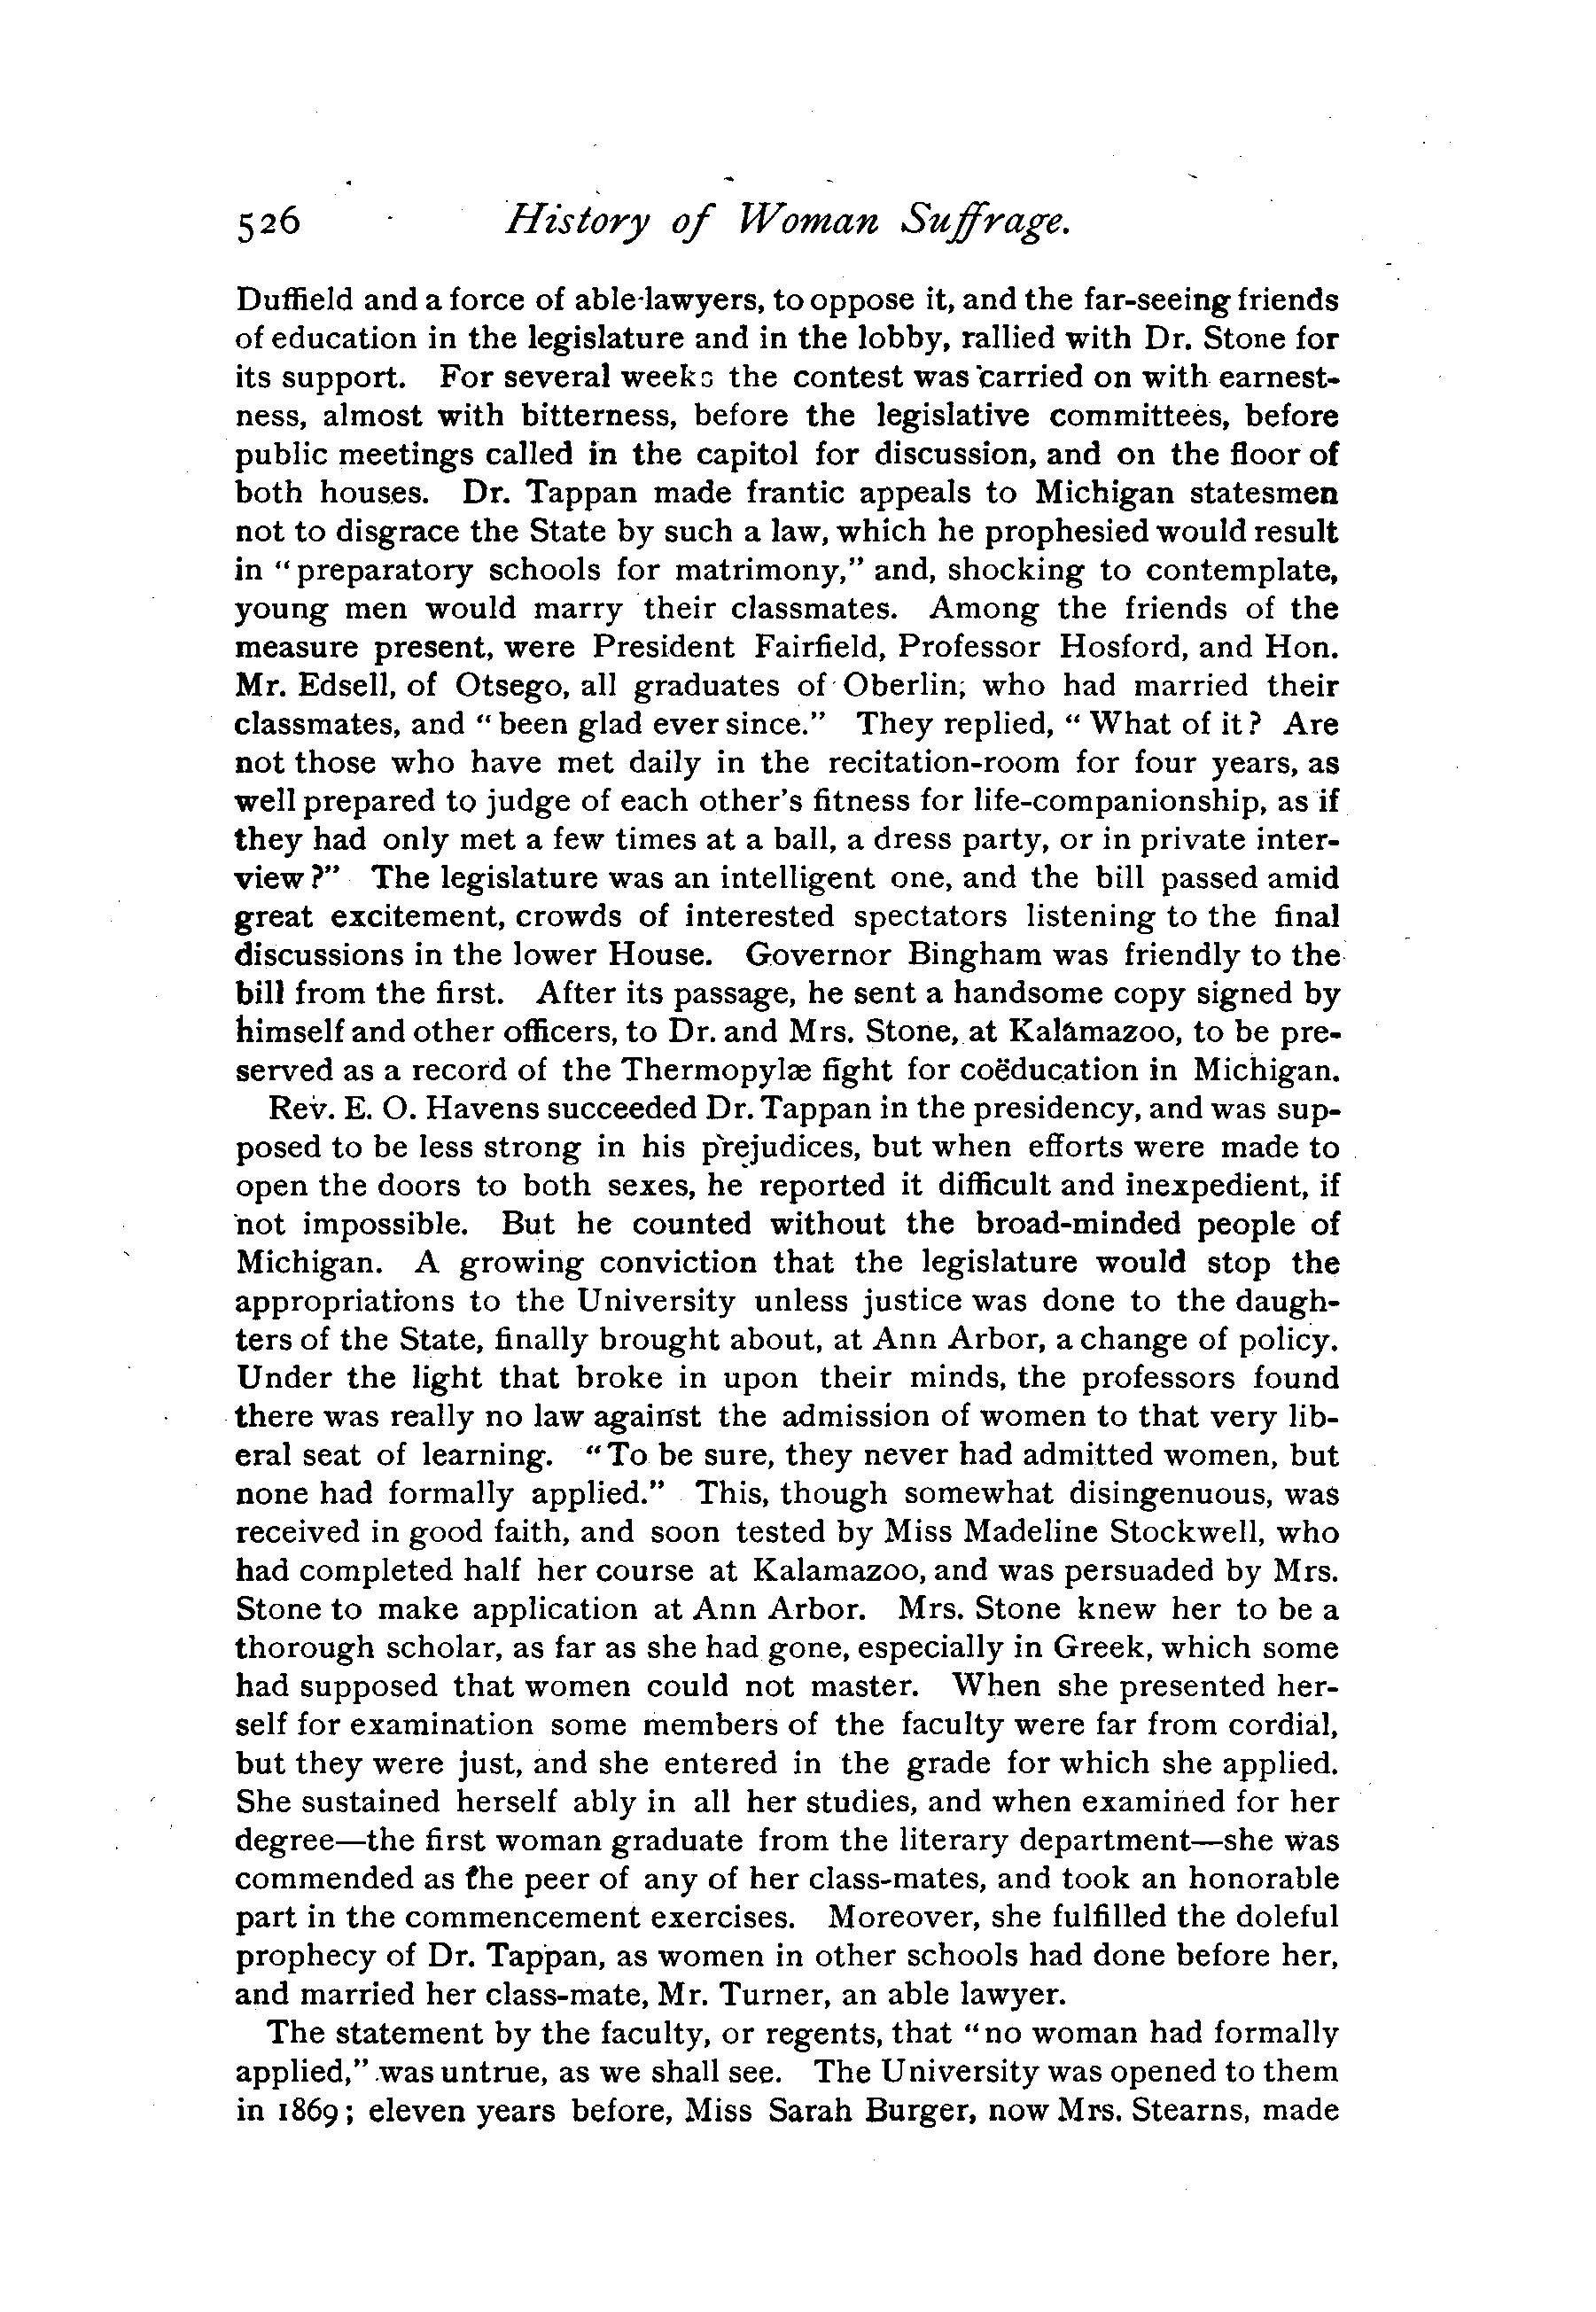 526 History of Woman Suffrage.
Duffield and a force of able lawyers, to oppose it, and the far-seeing friends
of education in the legislature and in the lobby, rallied with Dr. Stone for
its support. For several weeks the contest was carried on with earnest-
ness, almost with bitterness, before the legislative committees, before
public meetings called in the capitol for discussion, and on the floor of
both houses. Dr. Tappan made frantic appeals to Michigan statesmen
not to disgrace the State by such a law, which he prophesied would result
in "preparatory schools for matrimony," and, shocking to contemplate,
young men would marry their classmates. Among the friends of the
measure present, were President Fairfield, Professor Hosford, and Hon.
Mr. Edsell, of Otsego, all graduates of Oberlin, who had married their
classmates, and "been glad ever since." They replied, "What of it? Are
not those who have met daily in the recitation-room for four years, as
well prepared to judge of each other's fitness for life-companionship, as if
they had only met a few times at a ball, a dress party, or in private inter-
view?" The legislature was an intelligent one, and the bill passed amid
great excitement, crowds of interested spectators listening to the final
discussions in the lower House. Governor Bingham was friendly to the
bill from the first. After its passage, he sent a handsome copy signed by
himself and other officers, to Dr. and Mrs. Stone, at Kalamazoo, to be pre-
served as a record of the Thermopylæ fight for coëducation in Michigan.
Rev. E. O. Havens succeeded Dr. Tappan in the presidency, and was sup-
posed to be less strong in his prejudices, but when efforts were made to
open the doors to both sexes, he reported it difficult and inexpedient, if
not impossible. But he counted without the broad-minded people of
Michigan. A growing conviction that the legislature would stop the
appropriations to the University unless justice was done to the daugh-
ters of the State, finally brought about, at Ann Arbor, a change of policy.
Under the light that broke in upon their minds, the professors found
there was really no law against the admission of women to that very lib-
eral seat of learning. "To be sure, they never had admitted women, but
none had formally applied." This, though somewhat disingenuous, was
received in good faith, and soon tested by Miss Madeline Stockwell, who
had completed half her course at Kalamazoo, and was persuaded by Mrs.
Stone to make application at Ann Arbor. Mrs. Stone knew her to be a
thorough scholar, as far as she had gone, especially in Greek, which some
had supposed that women could not master. When she presented her-
self for examination some members of the faculty were far from cordial,
but they were just, and she entered in the grade for which she applied.
She sustained herself ably in all her studies, and when examined for her
degree—the first woman graduate from the literary department—she was
commended as the peer of any of her class-mates, and took an honorable
part in the commencement exercises. Moreover, she fulfilled the doleful
prophecy of Dr. Tappan, as women in other schools had done before her,
and married her class-mate, Mr. Turner, an able lawyer.
The statement by the faculty, or regents, that "no woman had formally
applied," was untrue, as we shall see. The University was opened to them
in 1869; eleven years before, Miss Sarah Burger, now Mrs. Stearns, made